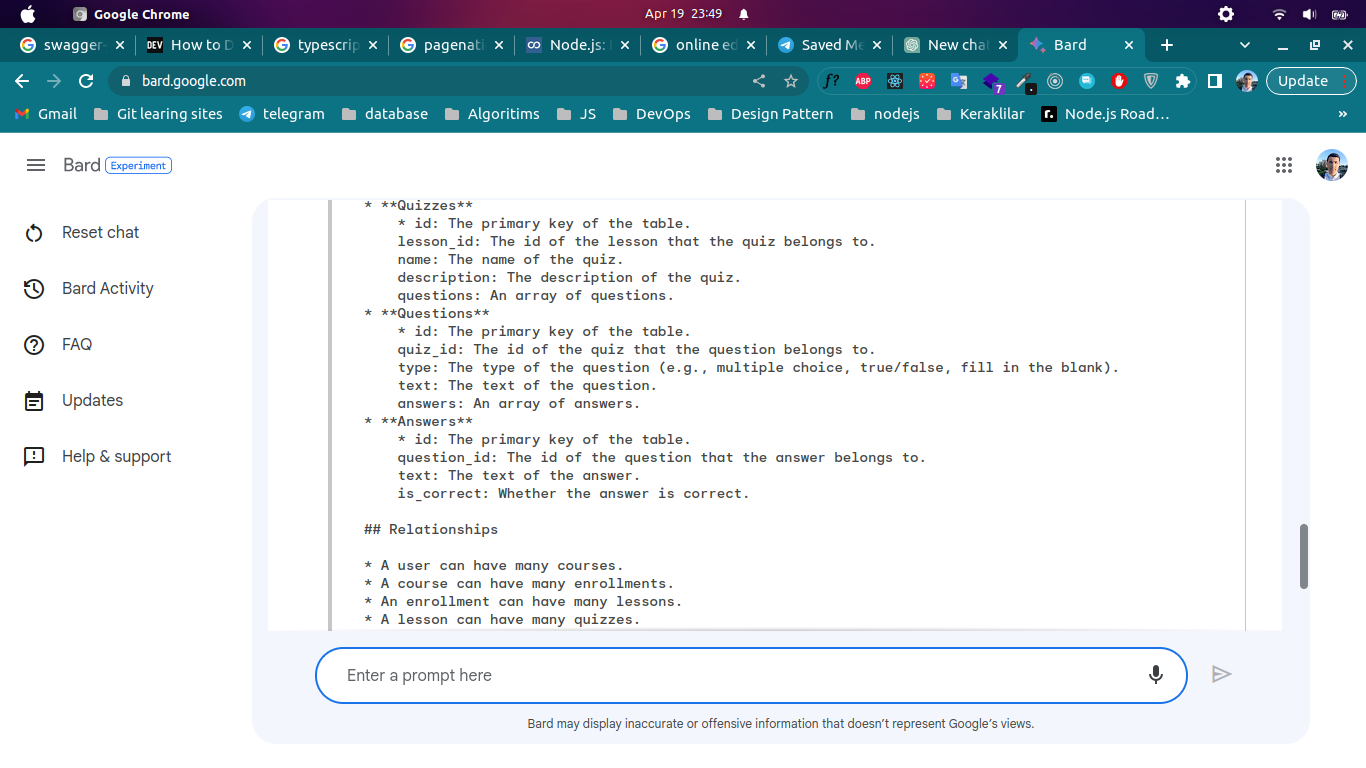 Google Chrome
Apr 19 23:49
swagger-
DEV How to D
typescrip
pagenati
Node.js:
online ed
Saved Me
New chat
Bard
bard.google.com
f? ABP 7 Update
Gmail
Git learing sites
telegram
database
Algoritims
JS
DevOps
Design Pattern
nodejs
Keraklilar
r. Node.js Road…
»
Bard Experiment
Reset chat
Bard Activity
FAQ
Updates
Help & support
* **Quizzes**
* id: The primary key of the table.
lesson_id: The id of the lesson that the quiz belongs to.
name: The name of the quiz.
description: The description of the quiz.
questions: An array of questions.
* **Questions**
* id: The primary key of the table.
quiz_id: The id of the quiz that the question belongs to.
type: The type of the question (e.g., multiple choice, true/false, fill in the blank).
text: The text of the question.
answers: An array of answers.
* **Answers**
* id: The primary key of the table.
question_id: The id of the question that the answer belongs to.
text: The text of the answer.
is_correct: Whether the answer is correct.
## Relationships
* A user can have many courses.
* A course can have many enrollments.
* An enrollment can have many lessons.
* A lesson can have many quizzes.
Enter a prompt here
Bard may display inaccurate or offensive information that doesn't represent Google's views.